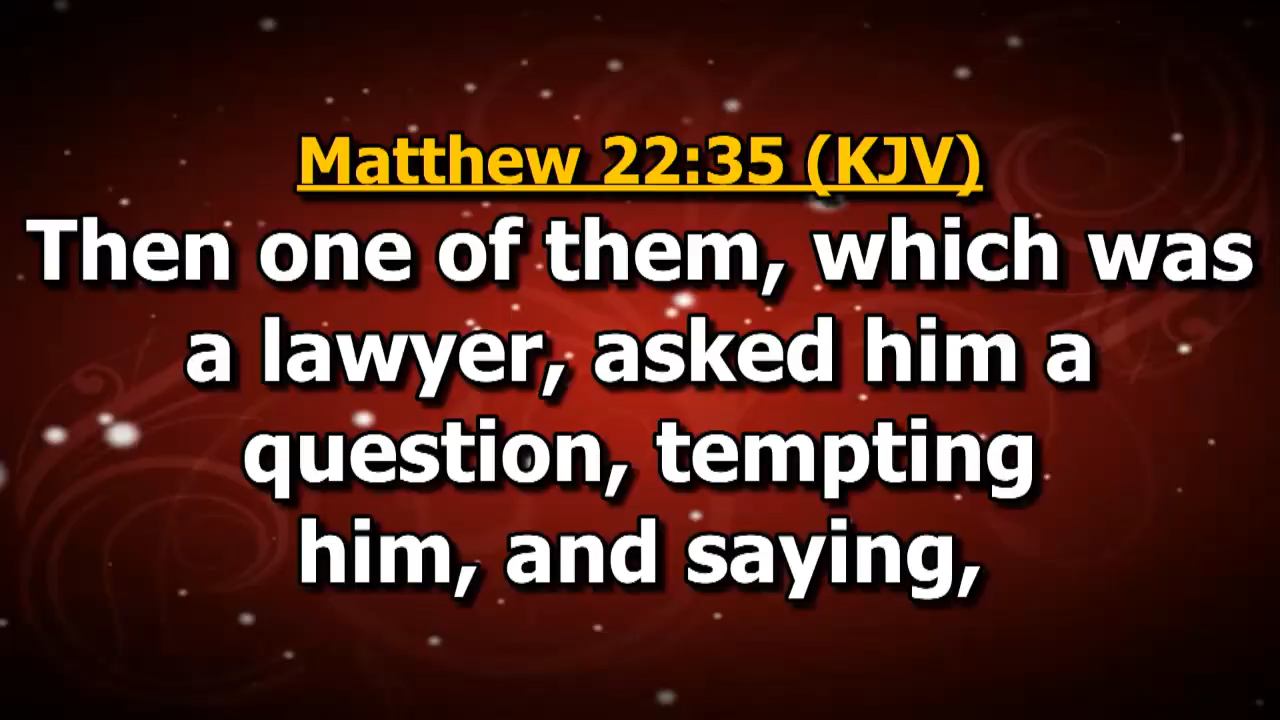 Matthew 22:35 (KJV)
Then one of them, which was
a lawyer, asked him a
question, tempting
him, and saying,